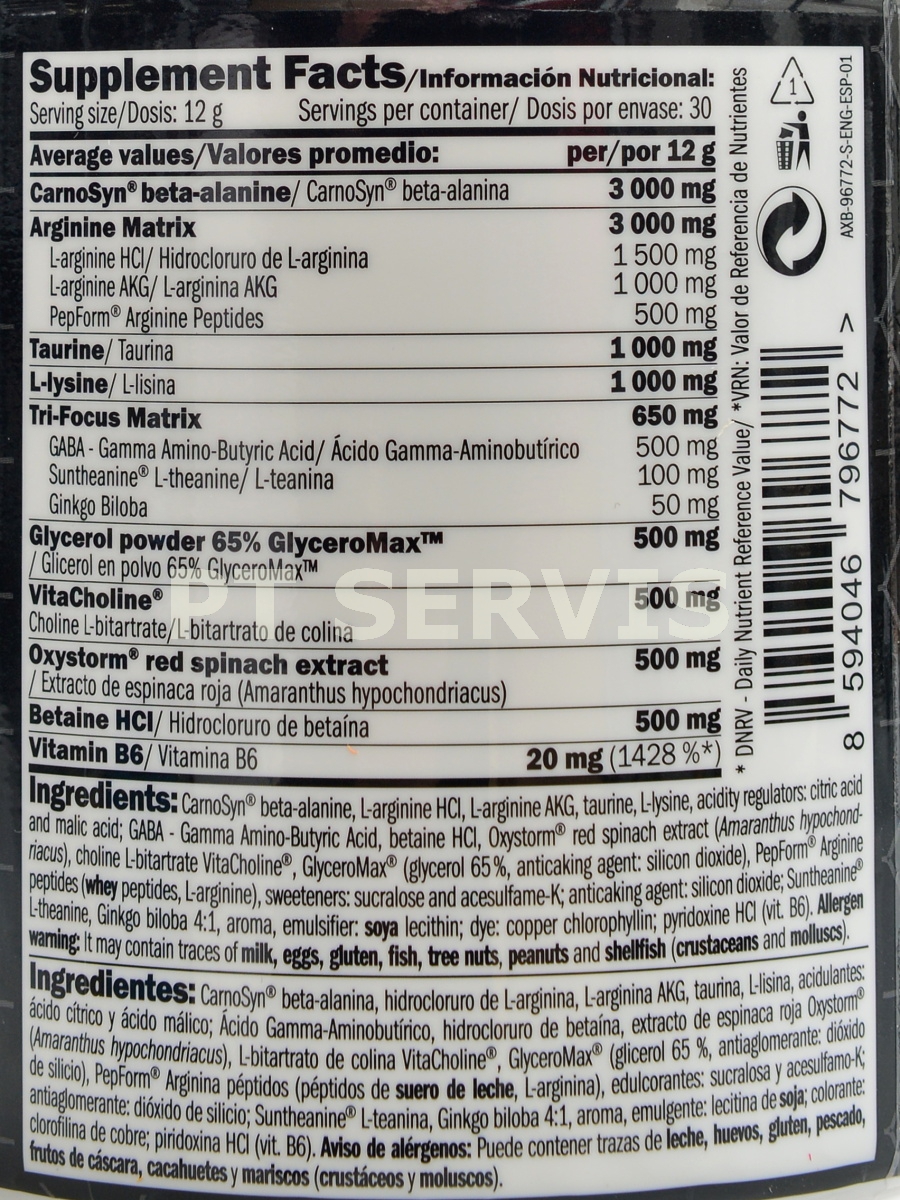 Supplement Facts/Información Nutricional:
Serving size/Dosis: 12 g Servings per container/ Dosis por envase: 30
Average values/Valores promedio: per/por 12 g
CarnoSyn® beta-alanine/ CarnoSyn® beta-alanina 3 000 mg
Arginine Matrix 3 000 mg
L-arginine HCl/ Hidrocloruro de L-arginina 1 500 mg
L-arginine AKG/ L-arginina AKG 1 000 mg
PepForm® Arginine Peptides 500 mg
Taurine/ Taurina 1 000 mg
L-lysine/ L-lisina 1 000 mg
Tri-Focus Matrix 650 mg
GABA - Gamma Amino-Butyric Acid/ Ácido Gamma-Aminobutírico 500 mg
Suntheanine® L-theanine/ L-teanina 100 mg
Ginkgo Biloba 50 mg
Glycerol powder 65% GlyceroMax™ 500 mg
/ Glicerol en polvo 65% GlyceroMax™
VitaCholine® 500 mg
Choline L-bitartrate/L-bitartrato de colina
Oxystorm® red spinach extract 500 mg
/ Extracto de espinaca roja (Amaranthus hypochondriacus)
Betaine HCl/ Hidrocloruro de betaína 500 mg
Vitamin B6/ Vitamina B6 20 mg (1428 %*)
* DNRV - Daily Nutrient Reference Value/ *VRN: Valor de Referencia de Nutrientes
1
AXB-96772-S-ENG-ESP-01
8 594046 796772 >
PJ SERVIS
Ingredients: CarnoSyn® beta-alanine, L-arginine HCl, L-arginine AKG, taurine, L-lysine, acidity regulators: citric acid
and malic acid; GABA - Gamma Amino-Butyric Acid, betaine HCl, Oxystorm® red spinach extract (Amaranthus hypochond-
riacus), choline L-bitartrate VitaCholine®, GlyceroMax® (glycerol 65%, anticaking agent: silicon dioxide), PepForm® Arginine
peptides (whey peptides, L-arginine), sweeteners: sucralose and acesulfame-K; anticaking agent: silicon dioxide; Suntheanine®
L-theanine, Ginkgo biloba 4:1, aroma, emulsifier: soya lecithin; dye: copper chlorophyllin; pyridoxine HCl (vit. B6). Allergen
warning: It may contain traces of milk, eggs, gluten, fish, tree nuts, peanuts and shellfish (crustaceans and molluscs).
Ingredientes: CarnoSyn® beta-alanina, hidrocloruro de L-arginina, L-arginina AKG, taurina, L-lisina, acidulantes:
ácido cítrico y ácido málico; Ácido Gamma-Aminobutírico, hidrocloruro de betaína, extracto de espinaca roja Oxystorm®
(Amaranthus hypochondriacus), L-bitartrato de colina VitaCholine®, GlyceroMax® (glicerol 65 %, antiaglomerante: dióxido
de silicio), PepForm® Arginina péptidos (péptidos de suero de leche, L-arginina), edulcorantes: sucralosa y acesulfamo-K;
antiaglomerante: dióxido de silicio; Suntheanine® L-teanina, Ginkgo biloba 4:1, aroma, emulgente: lecitina de soja; colorante:
clorofilina de cobre; piridoxina HCl (vit. B6). Aviso de alérgenos: Puede contener trazas de leche, huevos, gluten, pescado,
frutos de cáscara, cacahuetes y mariscos (crustáceos y moluscos).